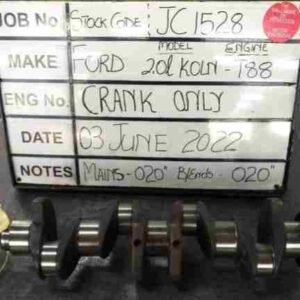 JOB No Stock Code: JC1528
MODEL ENGINE
MAKE FORD 2.0l KOLN - T88
ENG No. CRANK ONLY
DATE 03 JUNE 2022
NOTES MAINS-.020" B/Ends - .020"